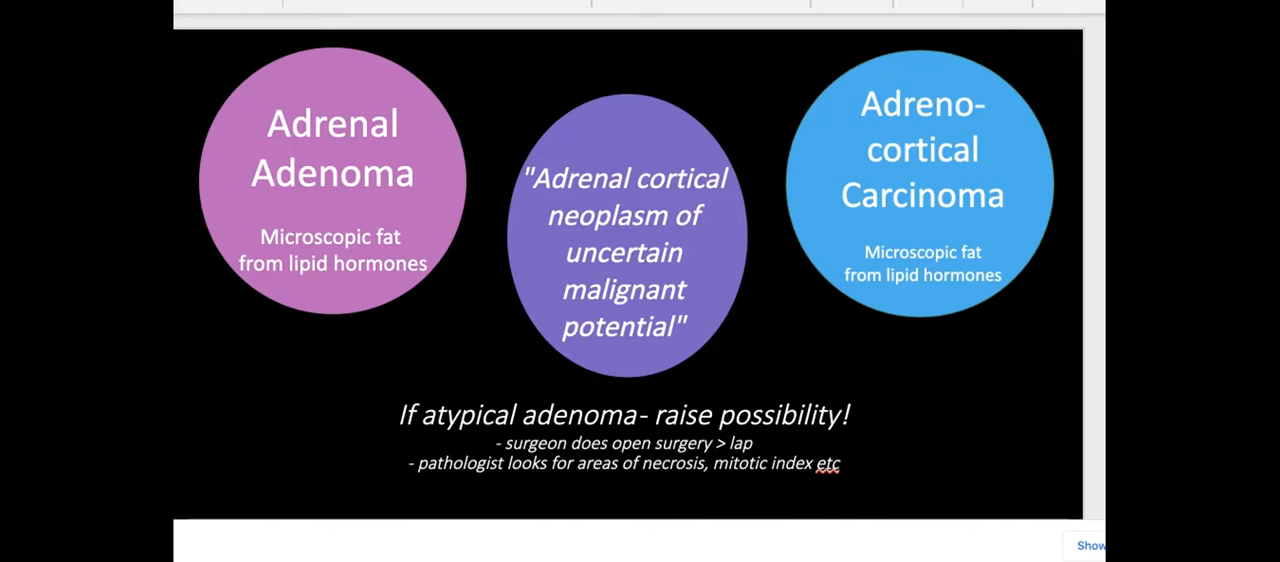 Adrenal
Adenoma
Microscopic fat
from lipid hormones
"Adrenal cortical
neoplasm of
uncertain
malignant
potential"
Adreno-
cortical
Carcinoma
Microscopic fat
from lipid hormones
If atypical adenoma- raise possibility!
- surgeon does open surgery > lap
- pathologist looks for areas of necrosis, mitotic index etc
Show